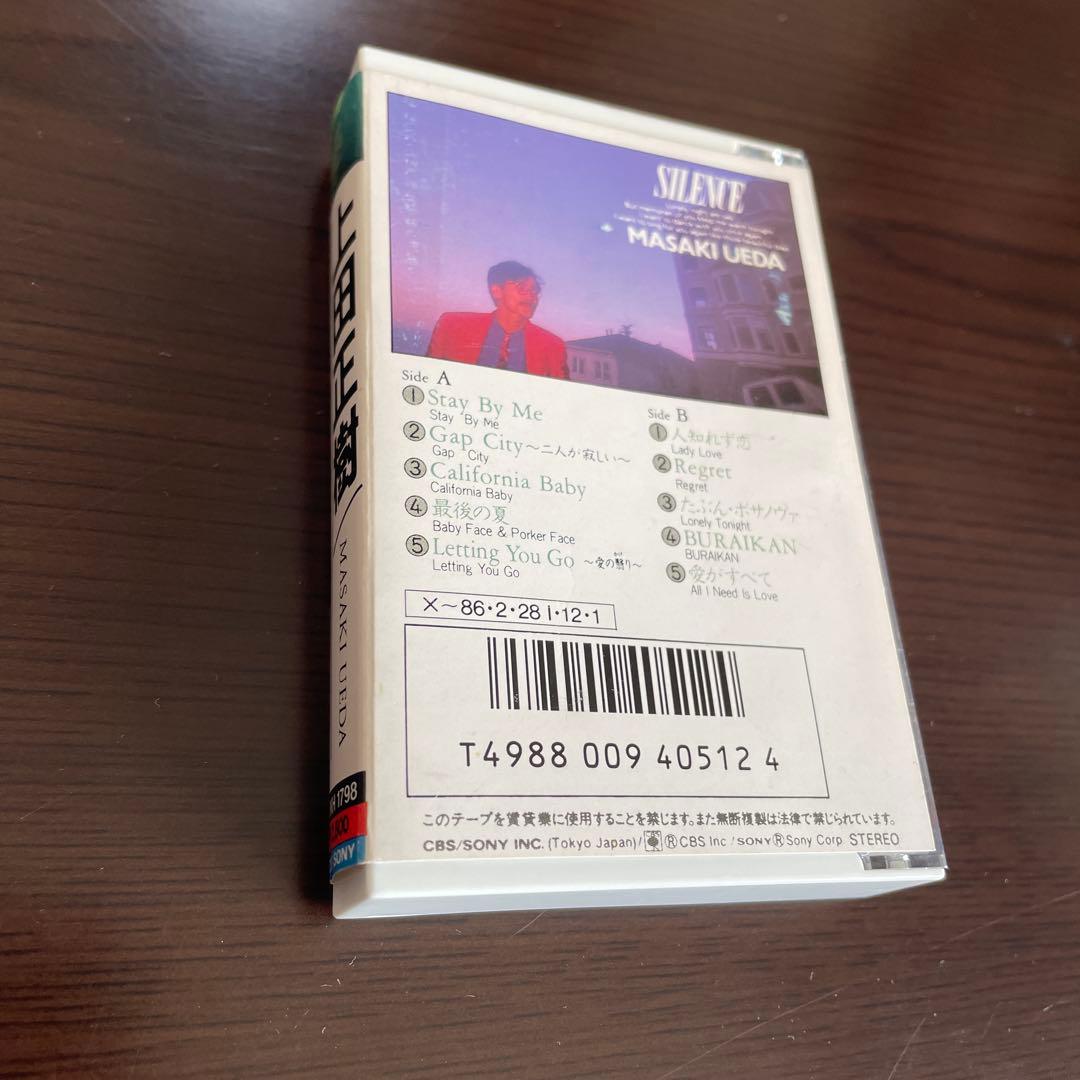 上田正樹
MASAKI UEDA
1798
SONY
SILENCE
MASAKI UEDA
Side A
① Stay By Me
Stay By Me
② Gap City〜二人が寂しい〜
Gap City
③ California Baby
California Baby
④ 最後の夏
Baby Face & Porker Face
⑤ Letting You Go 〜愛の翳り〜
かげ
Letting You Go
Side B
① 人知れず恋
Lady Love
② Regret
Regret
③ たぶん・ボサノヴァ
Lonely Tonight
④ BURAIKAN
BURAIKAN
⑤ 愛がすべて
All I Need Is Love
X〜86・2・28 I・12・1
T4988 009 40512 4
このテープを賃貸業に使用することを禁じます。また無断複製は法律で禁じられています。
CBS/SONY INC. (Tokyo Japan)/ ⓇCBS Inc / SONYⓇSony Corp STEREO